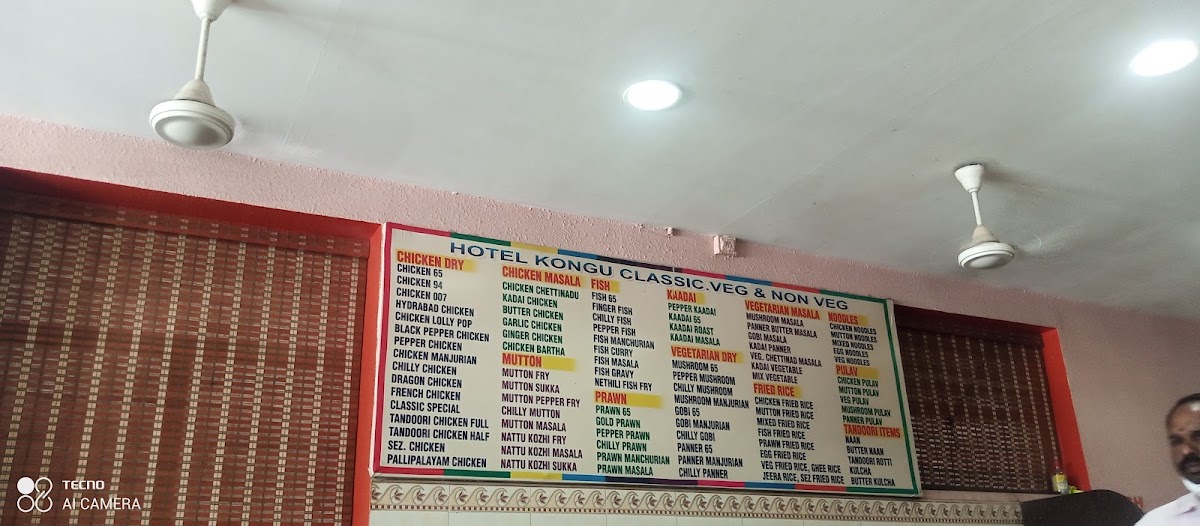 HOTEL KONGU CLASSIC.VEG & NON VEG
CHICKEN DRY
CHICKEN 65
CHICKEN 94
CHICKEN 007
HYDRABAD CHICKEN
CHICKEN LOLLY POP
BLACK PEPPER CHICKEN
PEPPER CHICKEN
CHICKEN MANJURIAN
CHILLY CHICKEN
DRAGON CHICKEN
FRENCH CHICKEN
CLASSIC SPECIAL
TANDOORI CHICKEN FULL
TANDOORI CHICKEN HALF
SEZ. CHICKEN
PALLIPALAYAM CHICKEN
CHICKEN MASALA
CHICKEN CHETTINADU
KADAI CHICKEN
BUTTER CHICKEN
GARLIC CHICKEN
GINGER CHICKEN
CHICKEN BARTHA
MUTTON
MUTTON FRY
MUTTON SUKKA
MUTTON PEPPER FRY
CHILLY MUTTON
MUTTON MASALA
NATTU KOZHI FRY
NATTU KOZHI MASALA
NATTU KOZHI SUKKA
FISH
FISH 65
FINGER FISH
CHILLY FISH
PEPPER FISH
FISH MANCHURIAN
FISH CURRY
FISH MASALA
FISH GRAVY
NETHILI FISH FRY
PRAWN
PRAWN 65
GOLD PRAWN
PEPPER PRAWN
CHILLY PRAWN
PRAWN MANCHURIAN
PRAWN MASALA
KAADAI
PEPPER KAADAI
KAADAI 65
KAADAI ROAST
KAADAI MASALA
VEGETARIAN DRY
MUSHROOM 65
PEPPER MUSHROOM
CHILLY MUSHROOM
MUSHROOM MANJURIAN
GOBI 65
GOBI MANJURIAN
CHILLY GOBI
PANNER 65
PANNER MANJURIAN
CHILLY PANNER
VEGETARIAN MASALA
MUSHROOM MASALA
PANNER BUTTER MASALA
GOBI MASALA
KADAI PANNER
VEG. CHETTINAD MASALA
KADAI VEGETABLE
MIX VEGETABLE
FRIED RICE
CHICKEN FRIED RICE
MUTTON FRIED RICE
MIXED FRIED RICE
FISH FRIED RICE
PRAWN FRIED RICE
EGG FRIED RICE
VEG FRIED RICE, GHEE RICE
JEERA RICE, SEZ FRIED RICE
NOODLES
CHICKEN NOODLES
MUTTON NOODLES
MIXED NOODLES
EGG NOODLES
VEG NOODLES
PULAV
CHICKEN PULAV
MUTTON PULAV
VEG PULAV
MUSHROOM PULAV
PANNER PULAV
TANDOORI ITEMS
NAAN
BUTTER NAAN
TANDOORI ROTTI
KULCHA
BUTTER KULCHA
TECNO
AI CAMERA